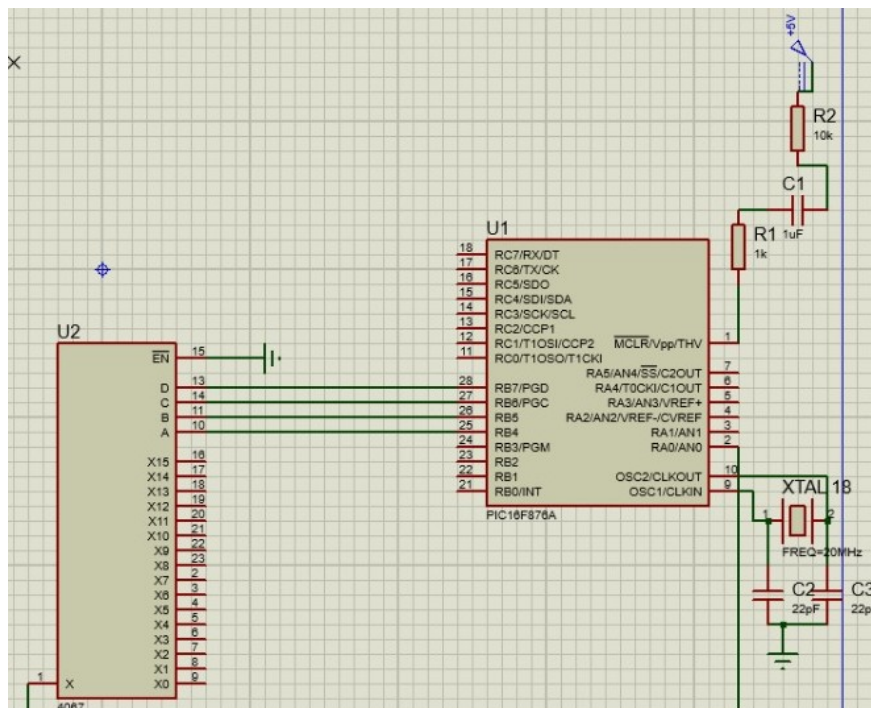 +5V
R2
10k
C1
1uF
R1
1k
U1
18
RC7/RX/DT
17
RC6/TX/CK
16
RC5/SDO
15
RC4/SDI/SDA
14
RC3/SCK/SCL
13
RC2/CCP1
12
RC1/T1OSI/CCP2
11
RC0/T1OSO/T1CKI
28
RB7/PGD
27
RB6/PGC
26
RB5
25
RB4
24
RB3/PGM
23
RB2
22
RB1
21
RB0/INT
MCLR/Vpp/THV
1
RA5/AN4/SS/C2OUT
7
RA4/T0CKI/C1OUT
6
RA3/AN3/VREF+
5
RA2/AN2/VREF-/CVREF
4
RA1/AN1
3
RA0/AN0
2
OSC2/CLKOUT
10
OSC1/CLKIN
9
PIC16F876A
XTAL 18
1
2
FREQ=20MHz
C2
22pF
C3
22p
U2
EN
15
D
13
C
14
B
11
A
10
X15
16
X14
17
X13
18
X12
19
X11
20
X10
21
X9
22
X8
23
X7
2
X6
3
X5
4
X4
5
X3
6
X2
7
X1
8
X0
9
1
X
4067